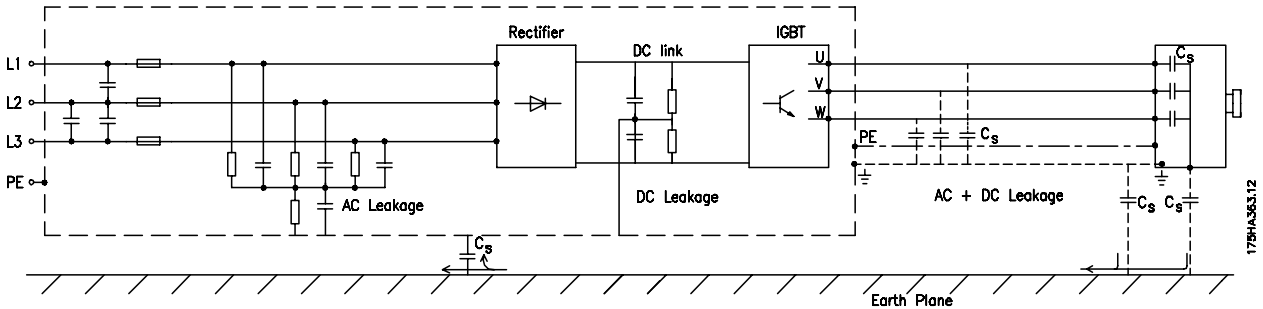 Rectifier
IGBT
DC link
L1
L2
L3
PE
U
V
W
PE
Cs
Cs
AC Leakage
DC Leakage
AC + DC Leakage
Cs
Cs
Cs
Earth Plane
175HA363.12